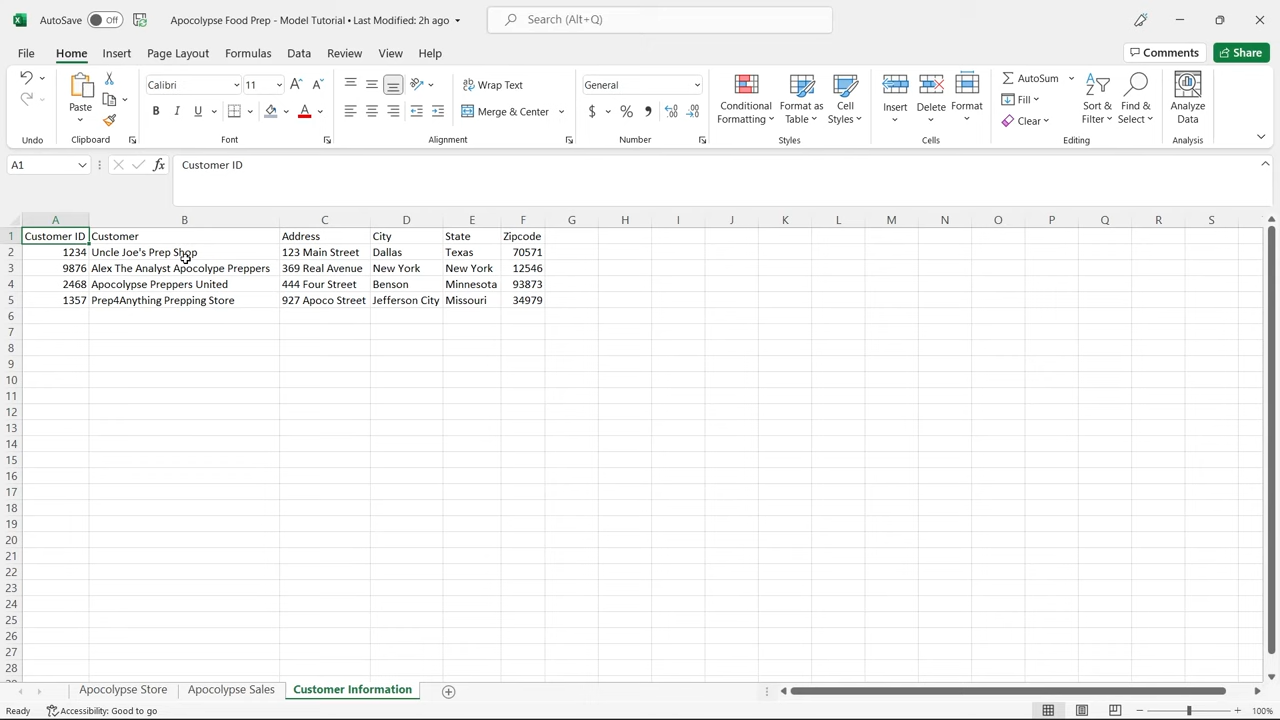 AutoSave Off Apocolypse Food Prep - Model Tutorial • Last Modified: 2h ago Search (Alt+Q)
File Home Insert Page Layout Formulas Data Review View Help Comments Share
Paste Calibri 11 Wrap Text General Conditional Formatting Format as Table Cell Styles Insert Delete Format AutoSum Sort & Filter Find & Select Analyze Data
B I U A Merge & Center $ % Fill
Clear
Undo Clipboard Font Alignment Number Styles Cells Editing Analysis
A1 fx Customer ID
A B C D E F G H I J K L M N O P Q R S
1 Customer ID Customer Address City State Zipcode
2 1234 Uncle Joe's Prep Shop 123 Main Street Dallas Texas 70571
3 9876 Alex The Analyst Apocolype Preppers 369 Real Avenue New York New York 12546
4 2468 Apocolypse Preppers United 444 Four Street Benson Minnesota 93873
5 1357 Prep4Anything Prepping Store 927 Apoco Street Jefferson City Missouri 34979
6
7
8
9
10
11
12
13
14
15
16
17
18
19
20
21
22
23
24
25
26
27
28
Apocolypse Store Apocolypse Sales Customer Information
Ready Accessibility: Good to go 100%